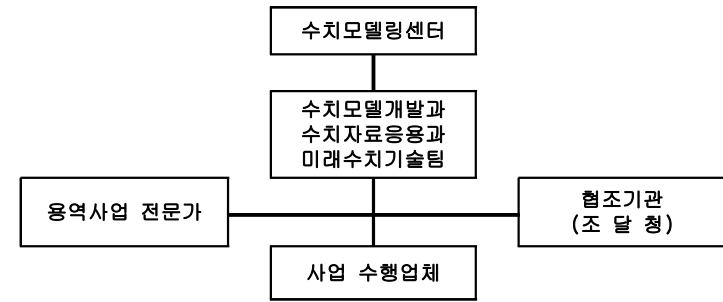 수치모델링센터
수치모델개발과
수치자료응용과
미래수치기술팀
용역사업 전문가
협조기관
(조 달 청)
사업 수행업체